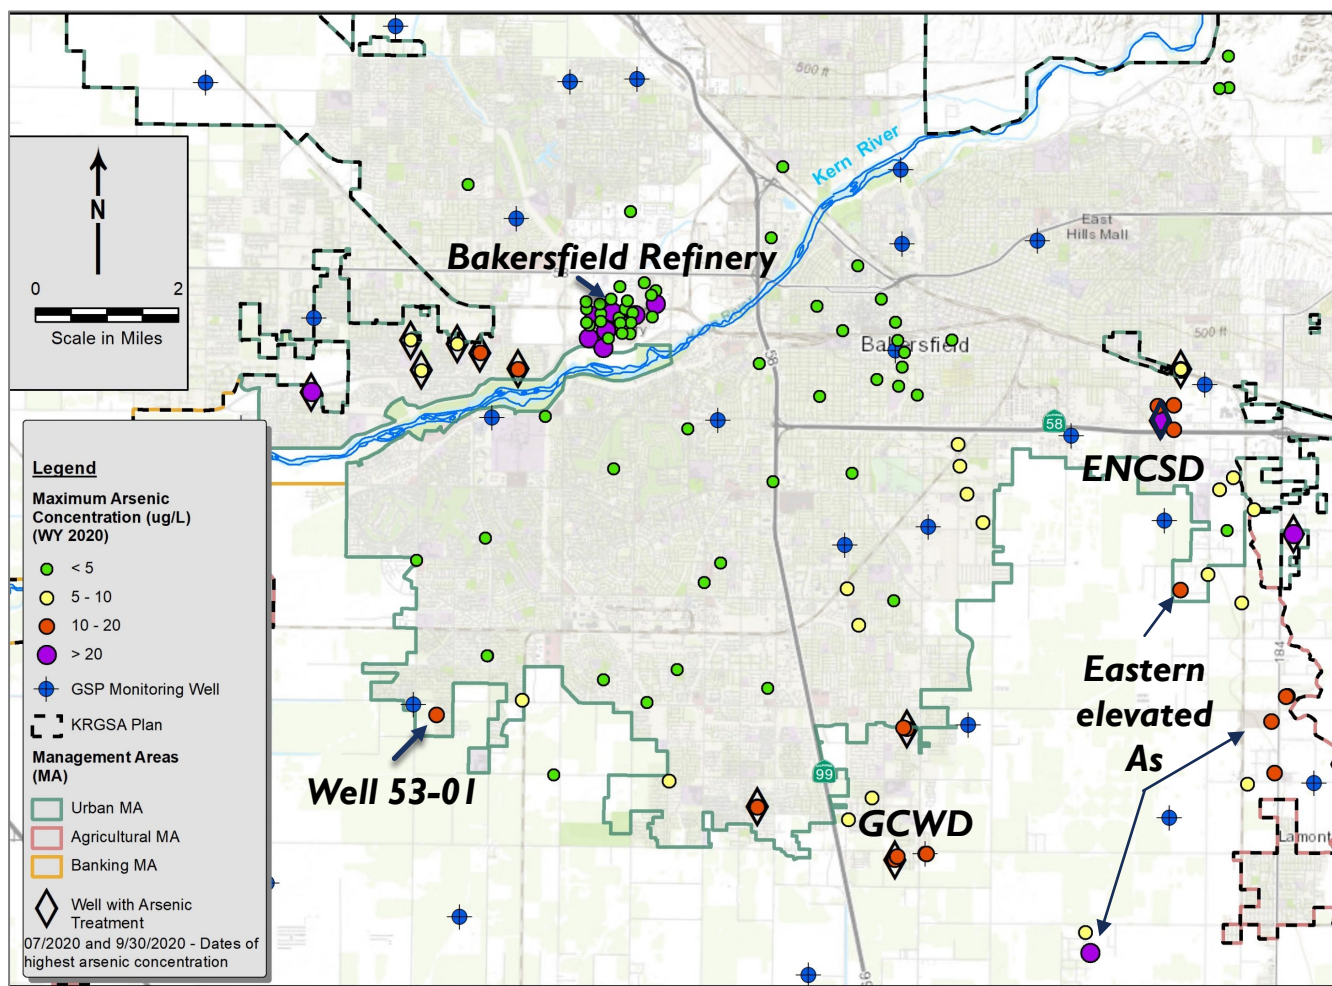 500 ft
Kern River
East
Hills Mall
N
Bakersfield Refinery
0 2
Scale in Miles
500 ft
Bakersfield
58
58
ENCSD
Legend
Maximum Arsenic
Concentration (ug/L)
(WY 2020)
< 5
5 - 10
10 - 20
> 20
GSP Monitoring Well
KRGSA Plan
Management Areas
(MA)
Urban MA
Agricultural MA
Banking MA
Well with Arsenic
Treatment
07/2020 and 9/30/2020 - Dates of
highest arsenic concentration
184
Eastern
elevated
As
Well 53-01
99
GCWD
Lamont